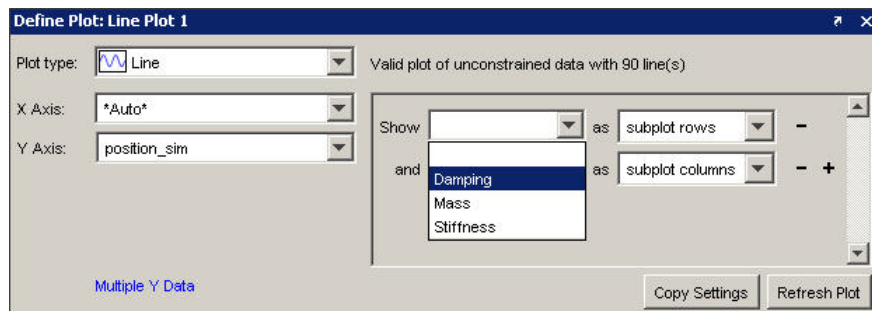 Define Plot: Line Plot 1
Plot type: Line
Valid plot of unconstrained data with 90 line(s)
X Axis: *Auto*
Y Axis: position_sim
Show as subplot rows
and as subplot columns
Damping
Mass
Stiffness
Multiple Y Data
Copy Settings
Refresh Plot